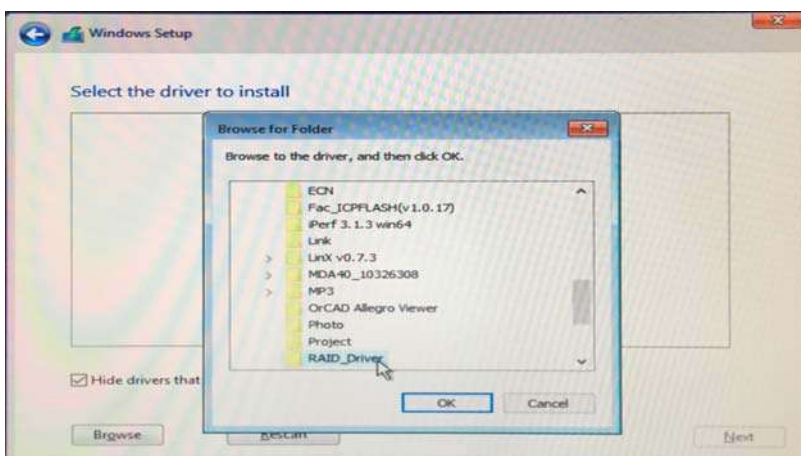 Windows Setup
Select the driver to install
Browse for Folder
Browse to the driver, and then click OK.
ECN
Fac_ICPFLASH(v1.0.17)
iPerf 3.1.3 win64
Link
LinX v0.7.3
MDA40_10326308
MP3
OrCAD Allegro Viewer
Photo
Project
RAID_Driver
Hide drivers that
OK Cancel
Browse Rescan Next